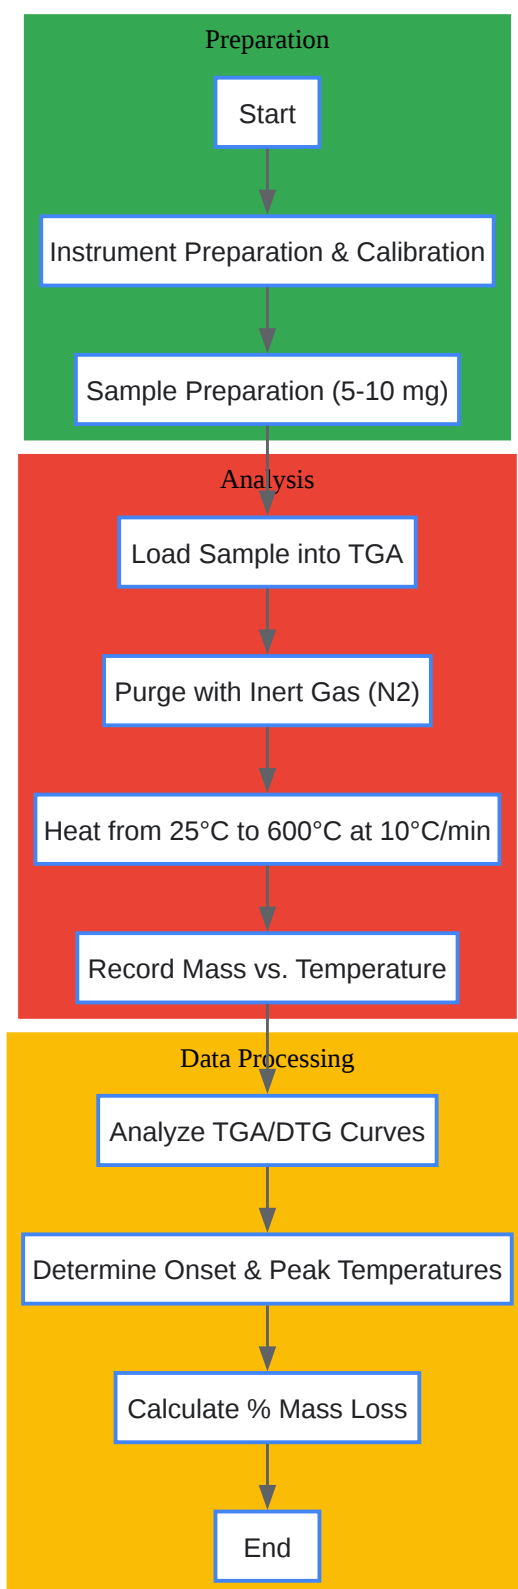 Preparation
Start
Instrument Preparation & Calibration
Sample Preparation (5-10 mg)
Analysis
Load Sample into TGA
Purge with Inert Gas (N2)
Heat from 25°C to 600°C at 10°C/min
Record Mass vs. Temperature
Data Processing
Analyze TGA/DTG Curves
Determine Onset & Peak Temperatures
Calculate % Mass Loss
End